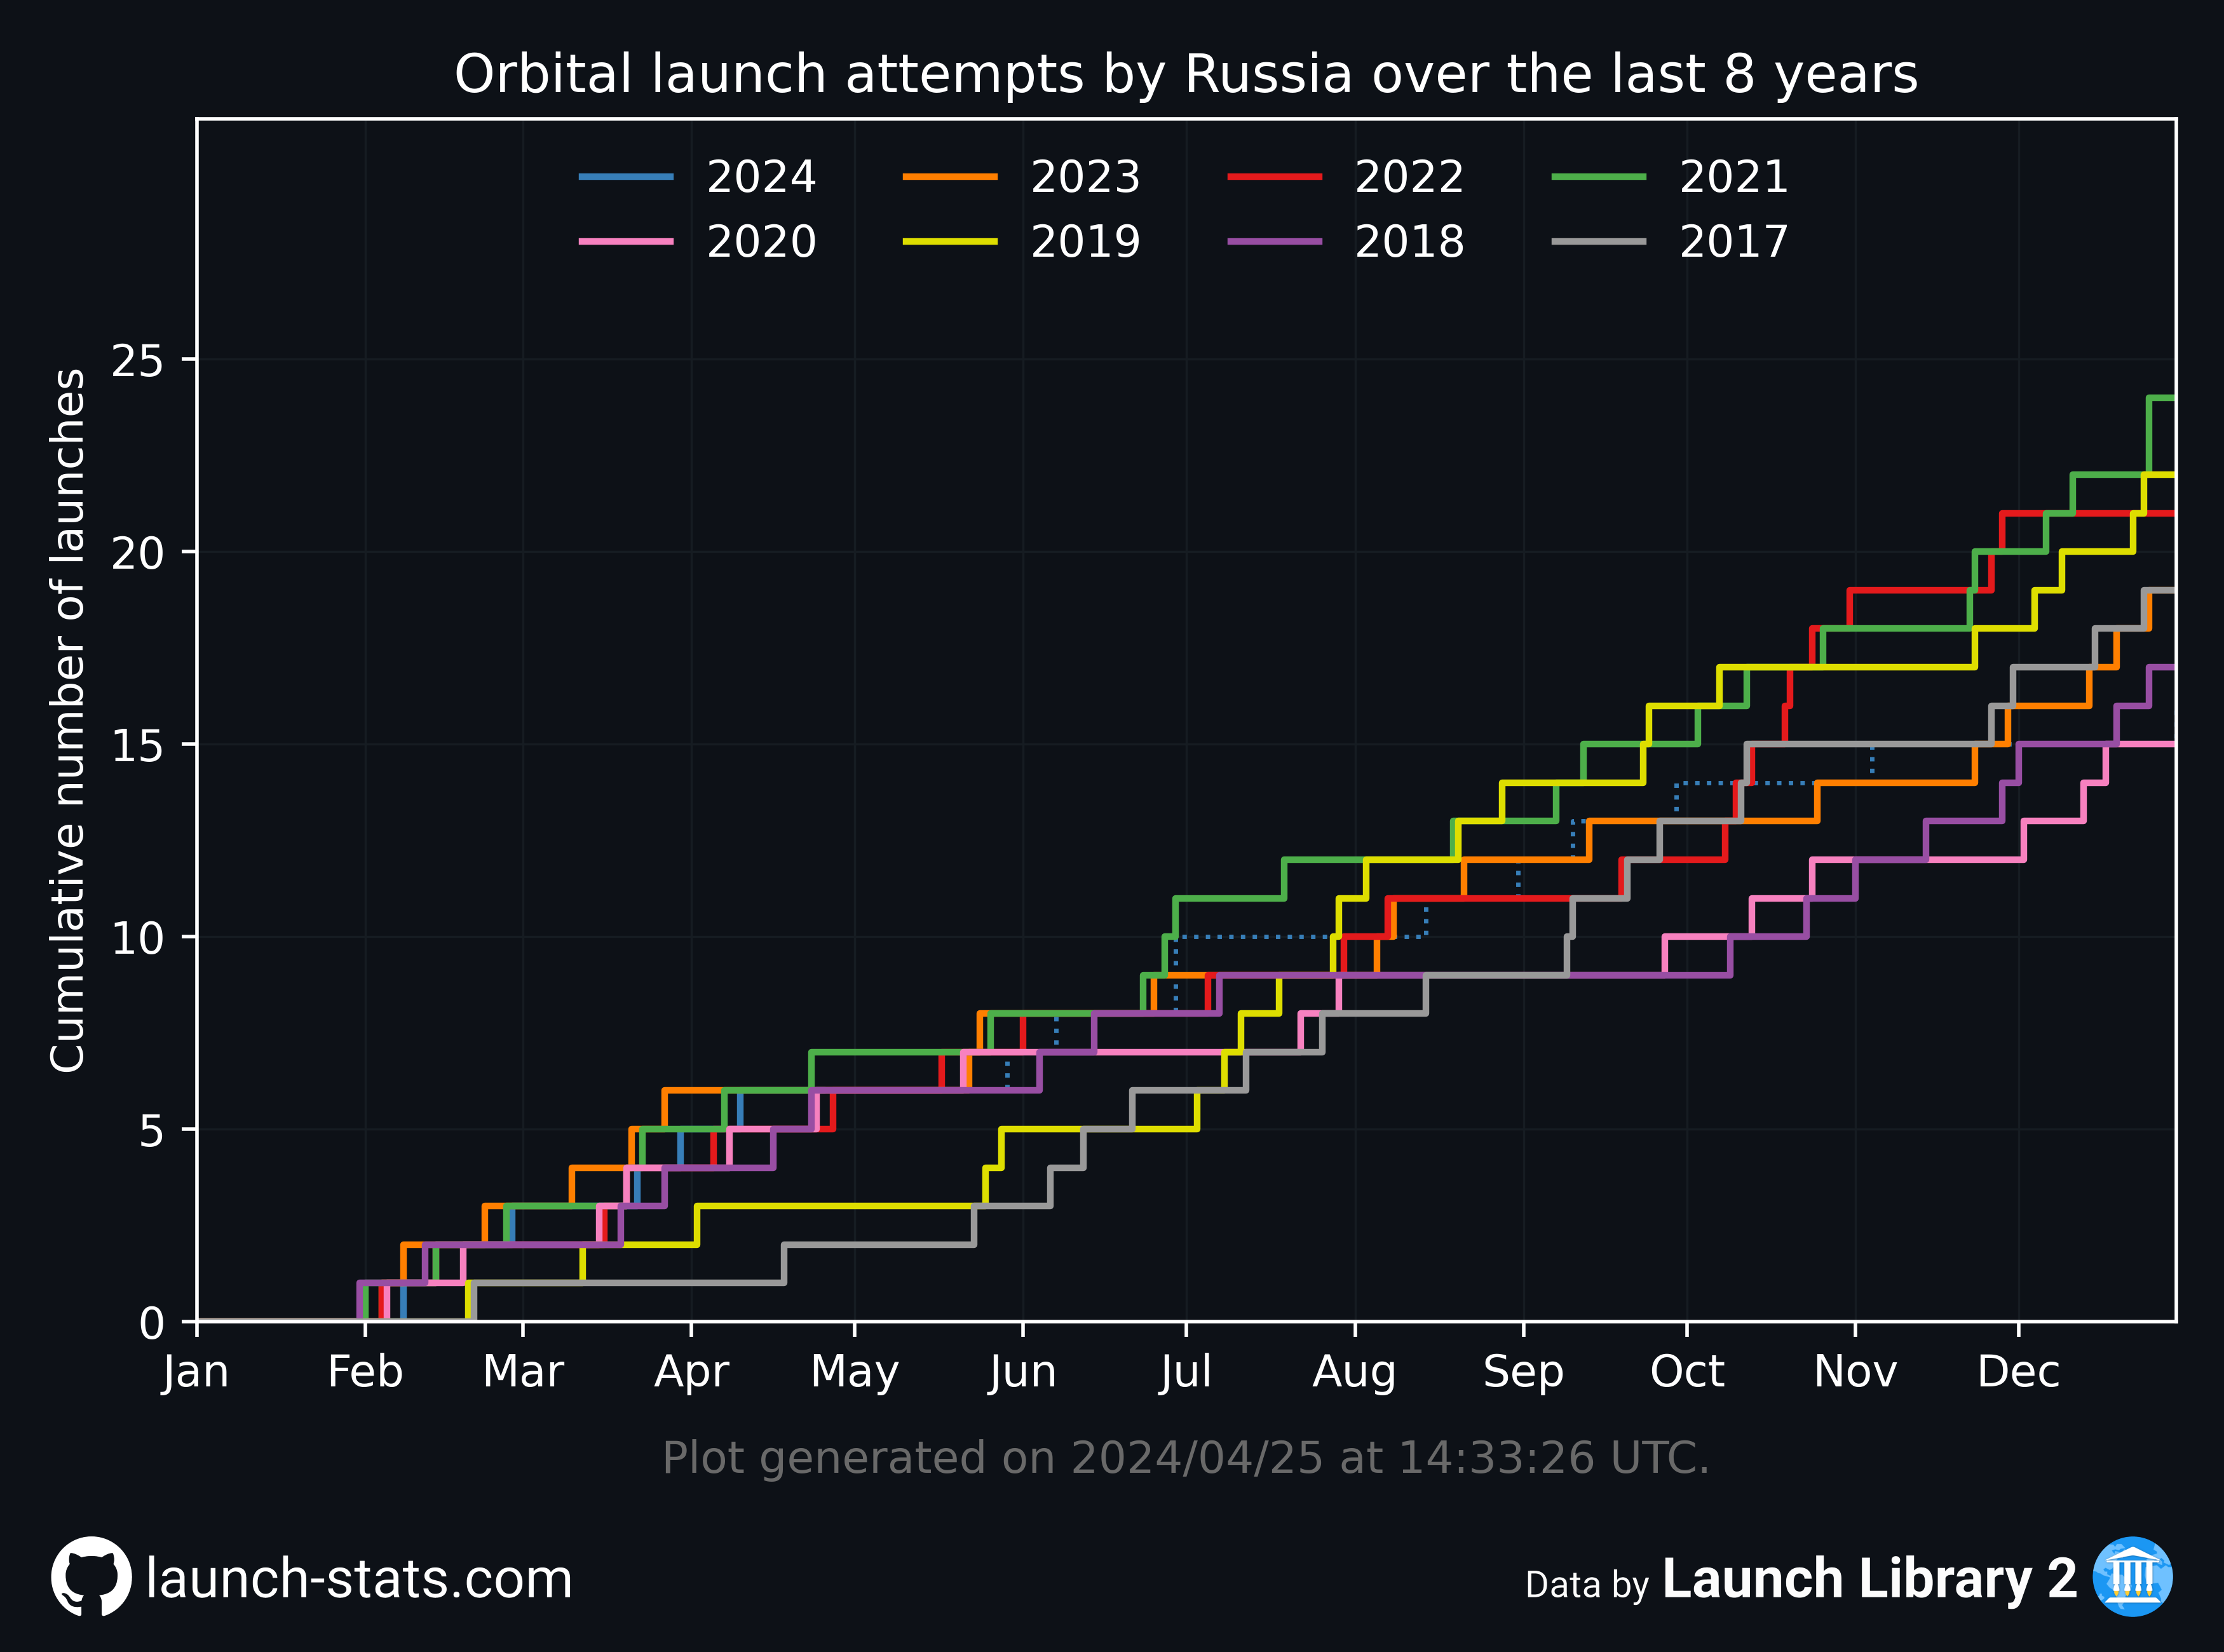 Orbital launch attempts by Russia over the last 8 years
2024 2023 2022 2021
2020 2019 2018 2017
Cumulative number of launches
25
20
15
10
5
0
Jan Feb Mar Apr May Jun Jul Aug Sep Oct Nov Dec
Plot generated on 2024/04/25 at 14:33:26 UTC.
launch-stats.com
Data by Launch Library 2